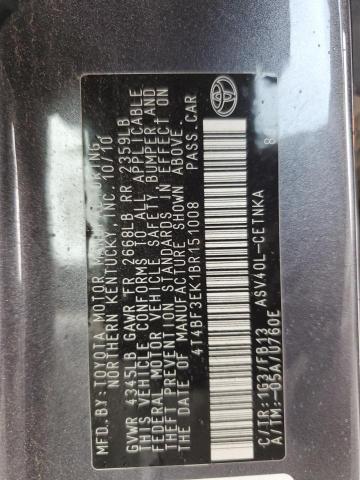 MFD.BY: TOYOTA MOTOR MANUFACTURING,
NORTHERN KENTUCKY, INC. 10/10
GVWR 4345LB GAWR FR 2668LB RR 2359LB
THIS VEHICLE CONFORMS TO ALL APPLICABLE
FEDERAL MOTOR VEHICLE SAFETY, BUMPER, AND
THEFT PREVENTION STANDARDS IN EFFECT ON
THE DATE OF MANUFACTURE SHOWN ABOVE.
4T4BF3EK1BR151008 PASS.CAR
TOYOTA
C/TR:1G3/FB13 ASV40L-CETNKA
A/TM:-05A/U760E 8